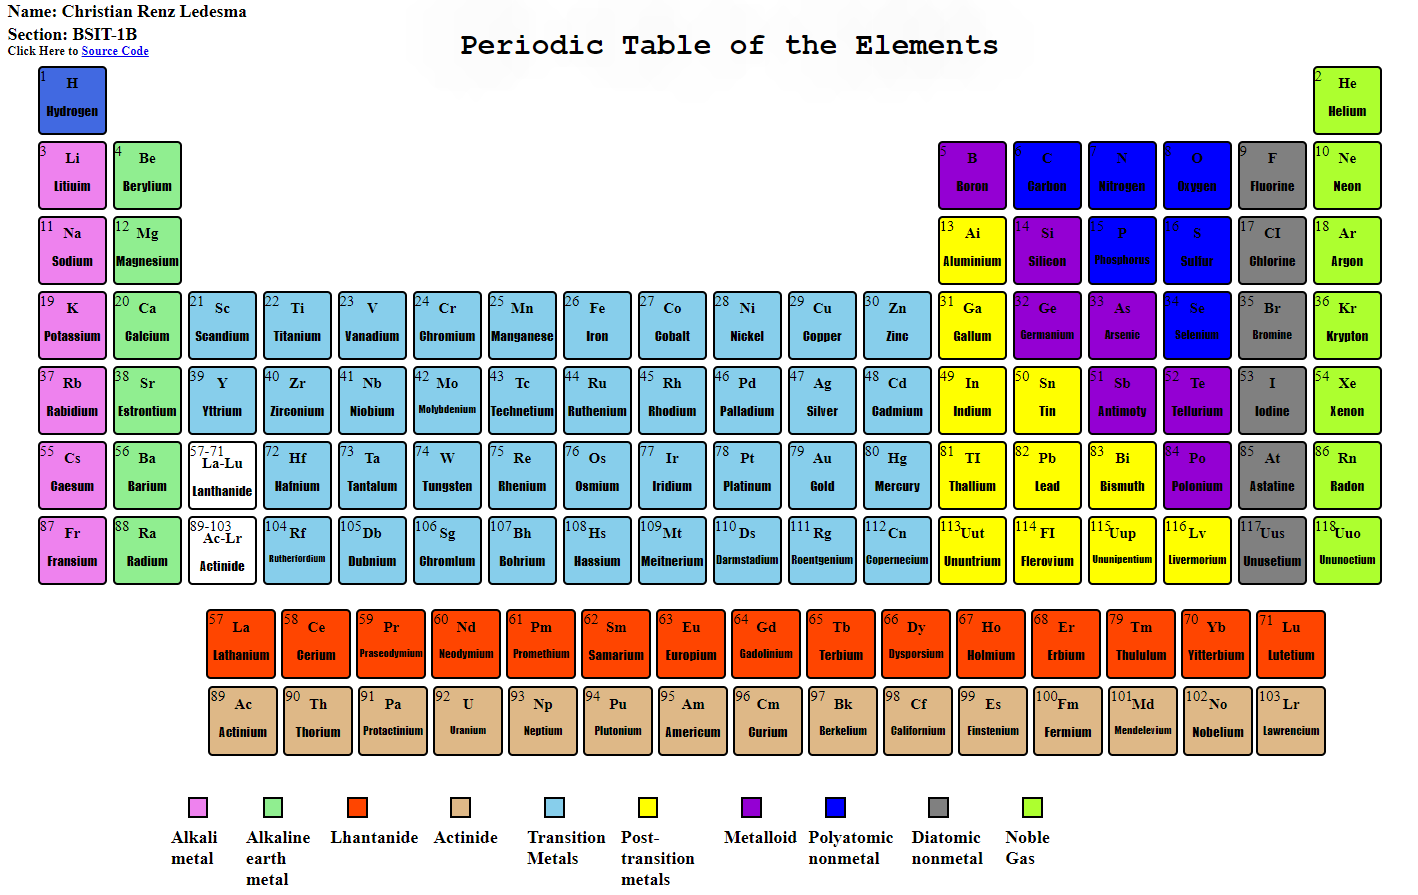 Name: Christian Renz Ledesma
Section: BSIT-1B
Click Here to Source Code
Periodic Table of the Elements
1 H Hydrogen
2 He Helium
3 Li Litiuim
4 Be Berylium
5 B Boron
6 C Carbon
7 N Nitrogen
8 O Oxygen
9 F Fluorine
10 Ne Neon
11 Na Sodium
12 Mg Magnesium
13 Ai Aluminium
14 Si Silicon
15 P Phosphorus
16 S Sulfur
17 CI Chlorine
18 Ar Argon
19 K Potassium
20 Ca Calcium
21 Sc Scandium
22 Ti Titanium
23 V Vanadium
24 Cr Chromium
25 Mn Manganese
26 Fe Iron
27 Co Cobalt
28 Ni Nickel
29 Cu Copper
30 Zn Zinc
31 Ga Gallum
32 Ge Germanium
33 As Arsenic
34 Se Selenium
35 Br Bromine
36 Kr Krypton
37 Rb Rabidium
38 Sr Estrontium
39 Y Yttrium
40 Zr Zirconium
41 Nb Niobium
42 Mo Molybdenium
43 Tc Technetium
44 Ru Ruthenium
45 Rh Rhodium
46 Pd Palladium
47 Ag Silver
48 Cd Cadmium
49 In Indium
50 Sn Tin
51 Sb Antimoty
52 Te Tellurium
53 I Iodine
54 Xe Xenon
55 Cs Caesum
56 Ba Barium
57-71 La-Lu Lanthanide
72 Hf Hafnium
73 Ta Tantalum
74 W Tungsten
75 Re Rhenium
76 Os Osmium
77 Ir Iridium
78 Pt Platinum
79 Au Gold
80 Hg Mercury
81 TI Thallium
82 Pb Lead
83 Bi Bismuth
84 Po Polonium
85 At Astatine
86 Rn Radon
87 Fr Fransium
88 Ra Radium
89-103 Ac-Lr Actinide
104 Rf Rutherfordium
105 Db Dubnium
106 Sg Chromlum
107 Bh Bohrium
108 Hs Hassium
109 Mt Meitnerium
110 Ds Darmstadium
111 Rg Roentgenium
112 Cn Copernecium
113 Uut Ununtrium
114 FI Flerovium
115 Uup Ununipentium
116 Lv Livermorium
117 Uus Unusetium
118 Uuo Ununoctium
57 La Lathanium
58 Ce Cerium
59 Pr Praseodymium
60 Nd Neodymium
61 Pm Promethium
62 Sm Samarium
63 Eu Europium
64 Gd Gadolinium
65 Tb Terbium
66 Dy Dysporsium
67 Ho Holmium
68 Er Erbium
79 Tm Thululum
70 Yb Yitterbium
71 Lu Lutetium
89 Ac Actinium
90 Th Thorium
91 Pa Protactinium
92 U Uranium
93 Np Neptium
94 Pu Plutonium
95 Am Americum
96 Cm Curium
97 Bk Berkelium
98 Cf Californium
99 Es Einstenium
100 Fm Fermium
101 Md Mendelevium
102 No Nobelium
103 Lr Lawrencium
Alkali metal
Alkaline earth metal
Lhantanide
Actinide
Transition Metals
Post-transition metals
Metalloid
Polyatomic nonmetal
Diatomic nonmetal
Noble Gas